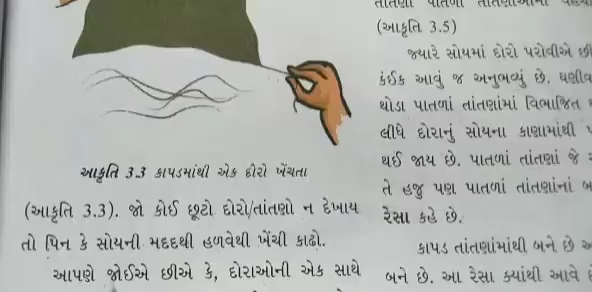 આકૃતિ 3.3 કાપડમાંથી એક દોરો ખેંચતા
(આકૃતિ 3.3). જો કોઈ છૂટો દોરો/તાંતણો ન દેખાય
તો પિન કે સોયની મદદથી હળવેથી ખેંચી કાઢો.
આપણે જોઈએ છીએ કે, દોરાઓની એક સાથે
તાંતણા પાતળા
(આકૃતિ 3.5)
જ્યારે સોયમાં દોરો પરોવીએ
કંઈક આવું જ અનુભવ્યું છે.
થોડા પાતળાં તાંતણાંમાં વિભાજિત
લીધે દોરાનું સોયના કાણામાંથી
થઈ જાય છે. પાતળાં તાંતણાં જે
તે હજુ પણ પાતળાં તાંતણાંનાં
રેસા કહે છે.
કાપડ તાંતણાંમાંથી બને છે
બને છે. આ રેસા ક્યાંથી આવે